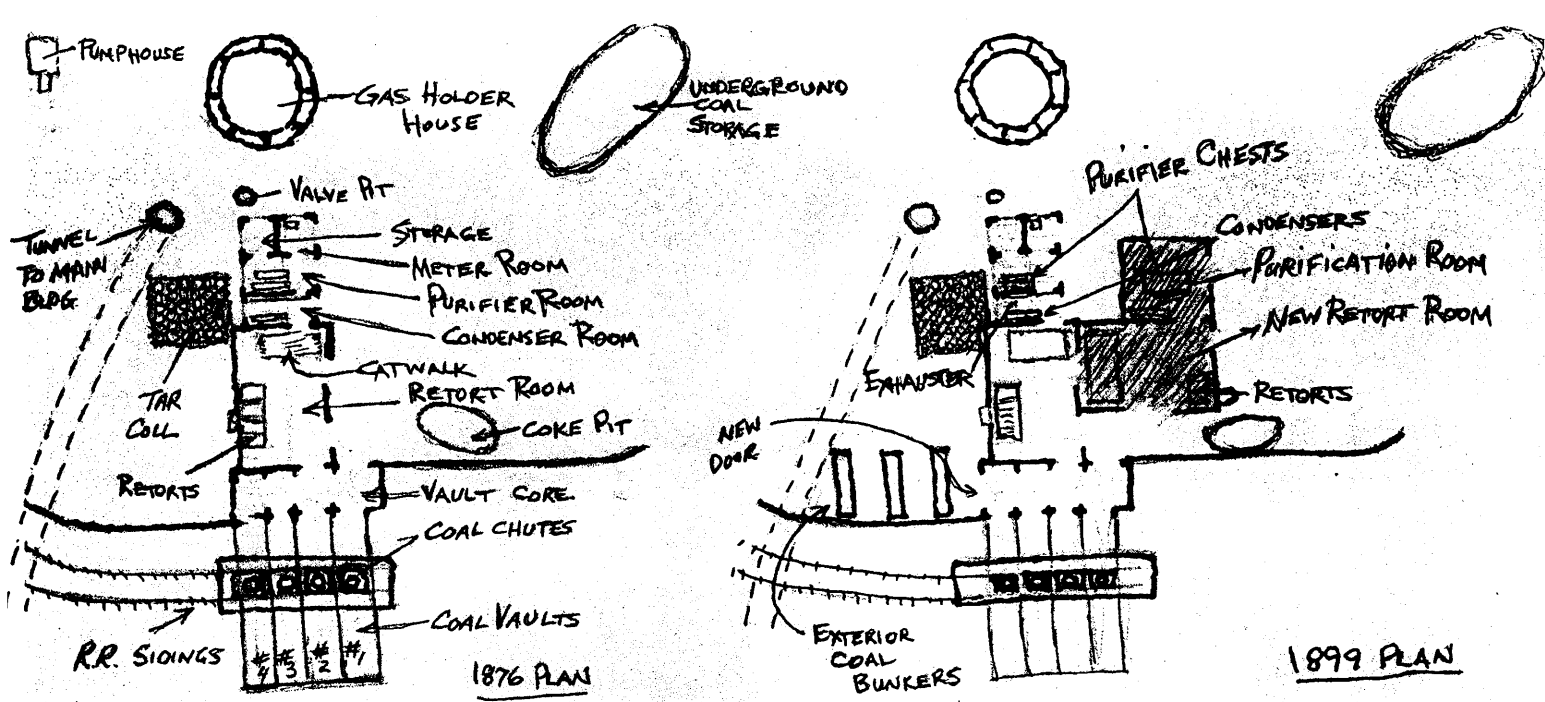 PUMPHOUSE
GAS HOLDER
HOUSE
UNDERGROUND
COAL
STORAGE
VALVE PIT
TUNNEL
TO MAIN
BLDG.
STORAGE
METER ROOM
PURIFIER ROOM
CONDENSER ROOM
CATWALK
RETORT ROOM
TAR
COLL
COKE PIT
RETORTS
VAULT CORE
COAL CHUTES
COAL VAULTS
R.R. SIDINGS
#4 #3 #2 #1
1876 PLAN
PURIFIER CHESTS
CONDENSERS
PURIFICATION ROOM
NEW RETORT ROOM
EXHAUSTER
RETORTS
NEW
DOOR
EXTERIOR
COAL
BUNKERS
1899 PLAN